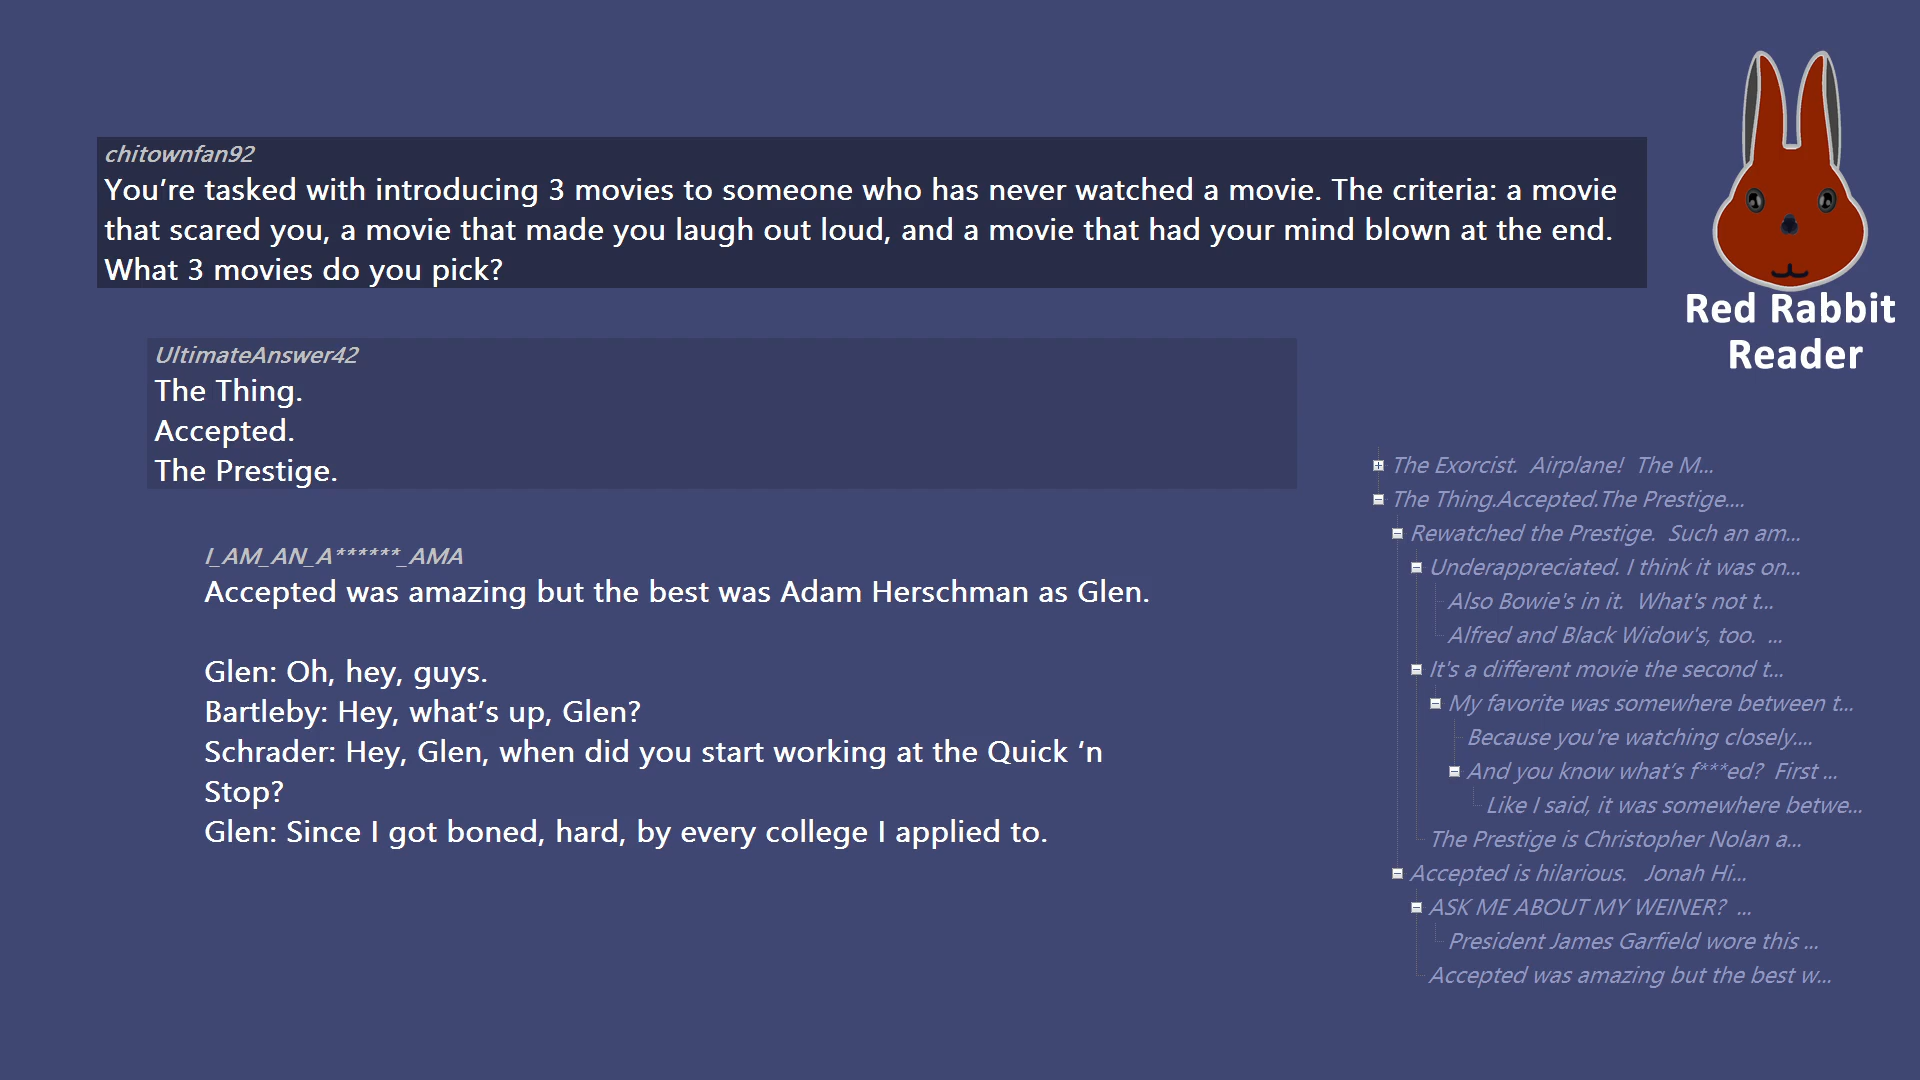 chitownfan92
You’re tasked with introducing 3 movies to someone who has never watched a movie. The criteria: a movie
that scared you, a movie that made you laugh out loud, and a movie that had your mind blown at the end.
What 3 movies do you pick?
UltimateAnswer42
The Thing.
Accepted.
The Prestige.
I_AM_AN_A******_AMA
Accepted was amazing but the best was Adam Herschman as Glen.
Glen: Oh, hey, guys.
Bartleby: Hey, what’s up, Glen?
Schrader: Hey, Glen, when did you start working at the Quick ‘n
Stop?
Glen: Since I got boned, hard, by every college I applied to.
Red Rabbit
Reader
The Exorcist.  Airplane!  The M...
The Thing.Accepted.The Prestige....
Rewatched the Prestige.  Such an am...
Underappreciated. I think it was on...
Also Bowie's in it.  What's not t...
Alfred and Black Widow's, too.  ...
It's a different movie the second t...
My favorite was somewhere between t...
Because you're watching closely....
And you know what’s f***ed?  First ...
Like I said, it was somewhere betwe...
The Prestige is Christopher Nolan a...
Accepted is hilarious.   Jonah Hi...
ASK ME ABOUT MY WEINER?  ...
President James Garfield wore this ...
Accepted was amazing but the best w...